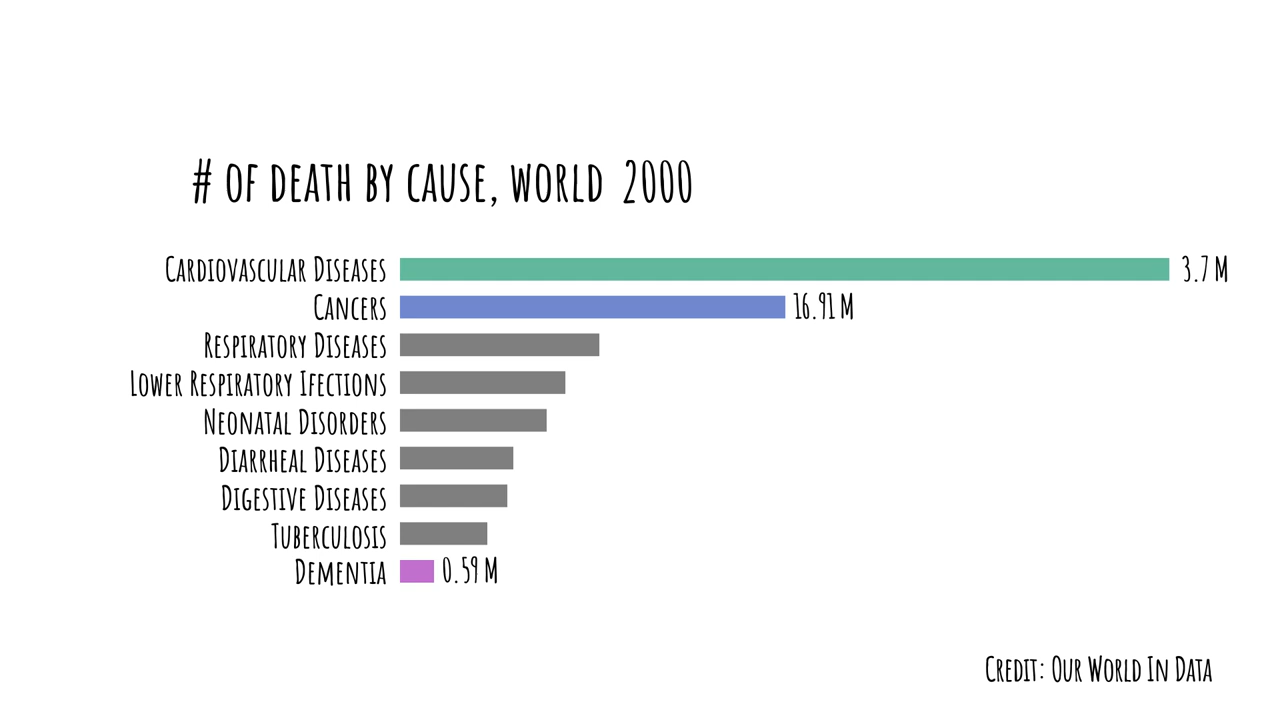 # OF DEATH BY CAUSE, WORLD 2000
CARDIOVASCULAR DISEASES 3.7 M
CANCERS 16.91 M
RESPIRATORY DISEASES
LOWER RESPIRATORY IFECTIONS
NEONATAL DISORDERS
DIARRHEAL DISEASES
DIGESTIVE DISEASES
TUBERCULOSIS
DEMENTIA 0.59 M
CREDIT: OUR WORLD IN DATA